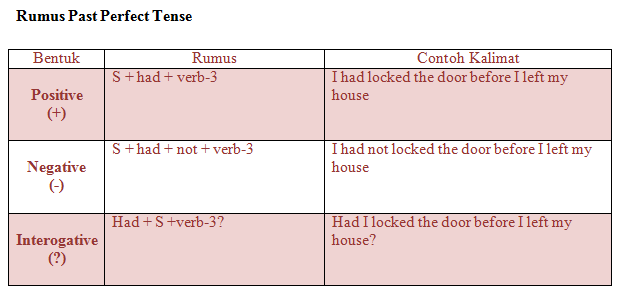 Rumus Past Perfect Tense
Bentuk Rumus Contoh Kalimat
Positive
(+)
S + had + verb-3
I had locked the door before I left my
house
Negative
(-)
S + had + not + verb-3
I had not locked the door before I left my
house
Interogative
(?)
Had + S +verb-3?
Had I locked the door before I left my
house?